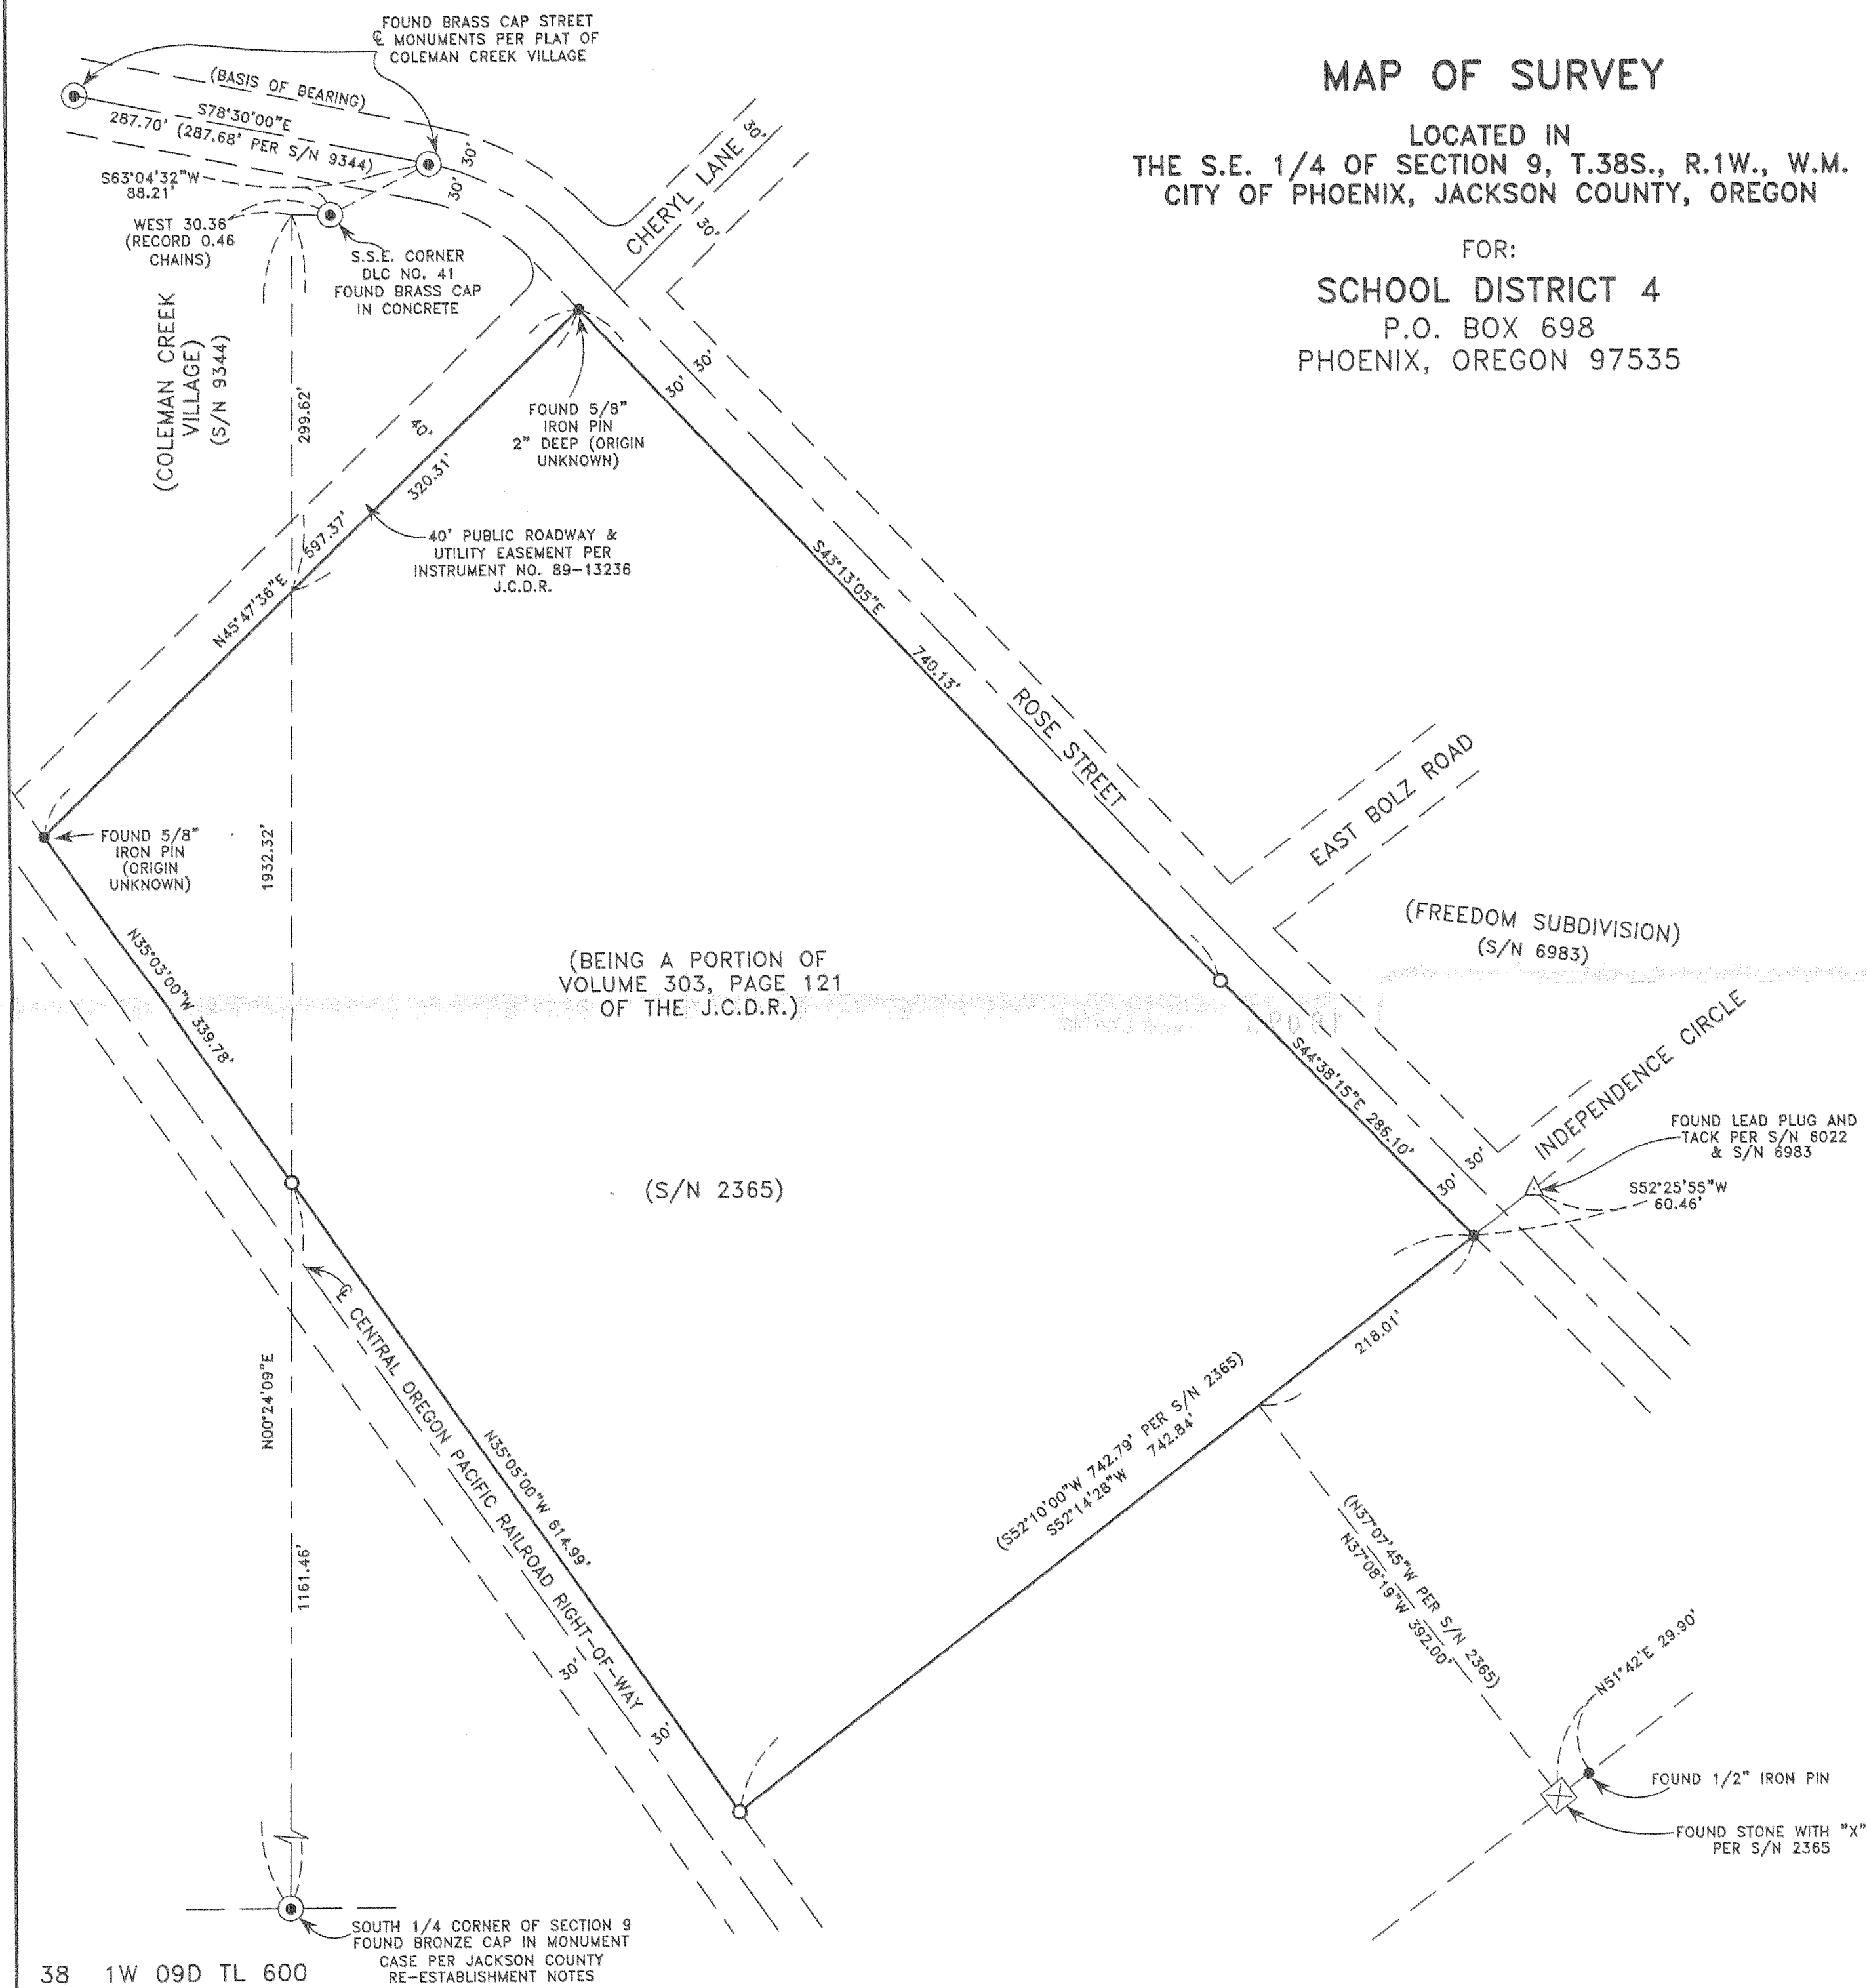 FOUND BRASS CAP STREET
℄ MONUMENTS PER PLAT OF
COLEMAN CREEK VILLAGE
MAP OF SURVEY
LOCATED IN
THE S.E. 1/4 OF SECTION 9, T.38S., R.1W., W.M.
CITY OF PHOENIX, JACKSON COUNTY, OREGON
FOR:
SCHOOL DISTRICT 4
P.O. BOX 698
PHOENIX, OREGON 97535
(BASIS OF BEARING)
S78°30'00"E
287.70' (287.68' PER S/N 9344)
30'
30'
S63°04'32"W
88.21'
WEST 30.36
(RECORD 0.46
CHAINS)
S.S.E. CORNER
DLC NO. 41
FOUND BRASS CAP
IN CONCRETE
CHERYL LANE
30'
30'
(COLEMAN CREEK
VILLAGE)
(S/N 9344)
299.62'
30'
30'
FOUND 5/8"
IRON PIN
2" DEEP (ORIGIN
UNKNOWN)
40'
320.31'
597.37'
N45°47'36"E
40' PUBLIC ROADWAY &
UTILITY EASEMENT PER
INSTRUMENT NO. 89-13236
J.C.D.R.
S43°13'05"E
740.13'
ROSE STREET
EAST BOLZ ROAD
FOUND 5/8"
IRON PIN
(ORIGIN
UNKNOWN)
1932.32'
(FREEDOM SUBDIVISION)
(S/N 6983)
N35°03'00"W 339.78'
(BEING A PORTION OF
VOLUME 303, PAGE 121
OF THE J.C.D.R.)
S44°38'15"E 286.10'
INDEPENDENCE CIRCLE
FOUND LEAD PLUG AND
TACK PER S/N 6022
& S/N 6983
30'
30'
S52°25'55"W
60.46'
(S/N 2365)
℄ CENTRAL OREGON PACIFIC RAILROAD RIGHT-OF-WAY
N00°24'09"E
218.01'
(S52°10'00"W 742.79' PER S/N 2365)
S52°14'28"W 742.84'
N35°05'00"W 614.99'
1161.46'
(N37°07'45"W PER S/N 2365)
N37°08'19"W 392.00'
30'
30'
N51°42'E 29.90'
FOUND 1/2" IRON PIN
FOUND STONE WITH "X"
PER S/N 2365
SOUTH 1/4 CORNER OF SECTION 9
FOUND BRONZE CAP IN MONUMENT
CASE PER JACKSON COUNTY
RE-ESTABLISHMENT NOTES
38 1W 09D TL 600